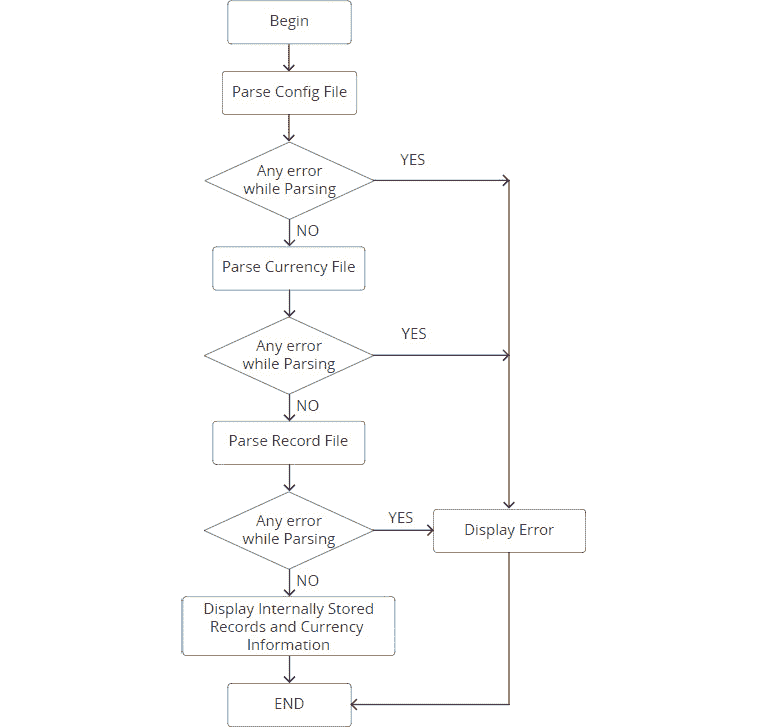 Begin
Parse Config File
Any error
while Parsing
YES
NO
Parse Currency File
Any error
while Parsing
YES
NO
Parse Record File
Any error
while Parsing
YES
Display Error
NO
Display Internally Stored
Records and Currency
Information
END